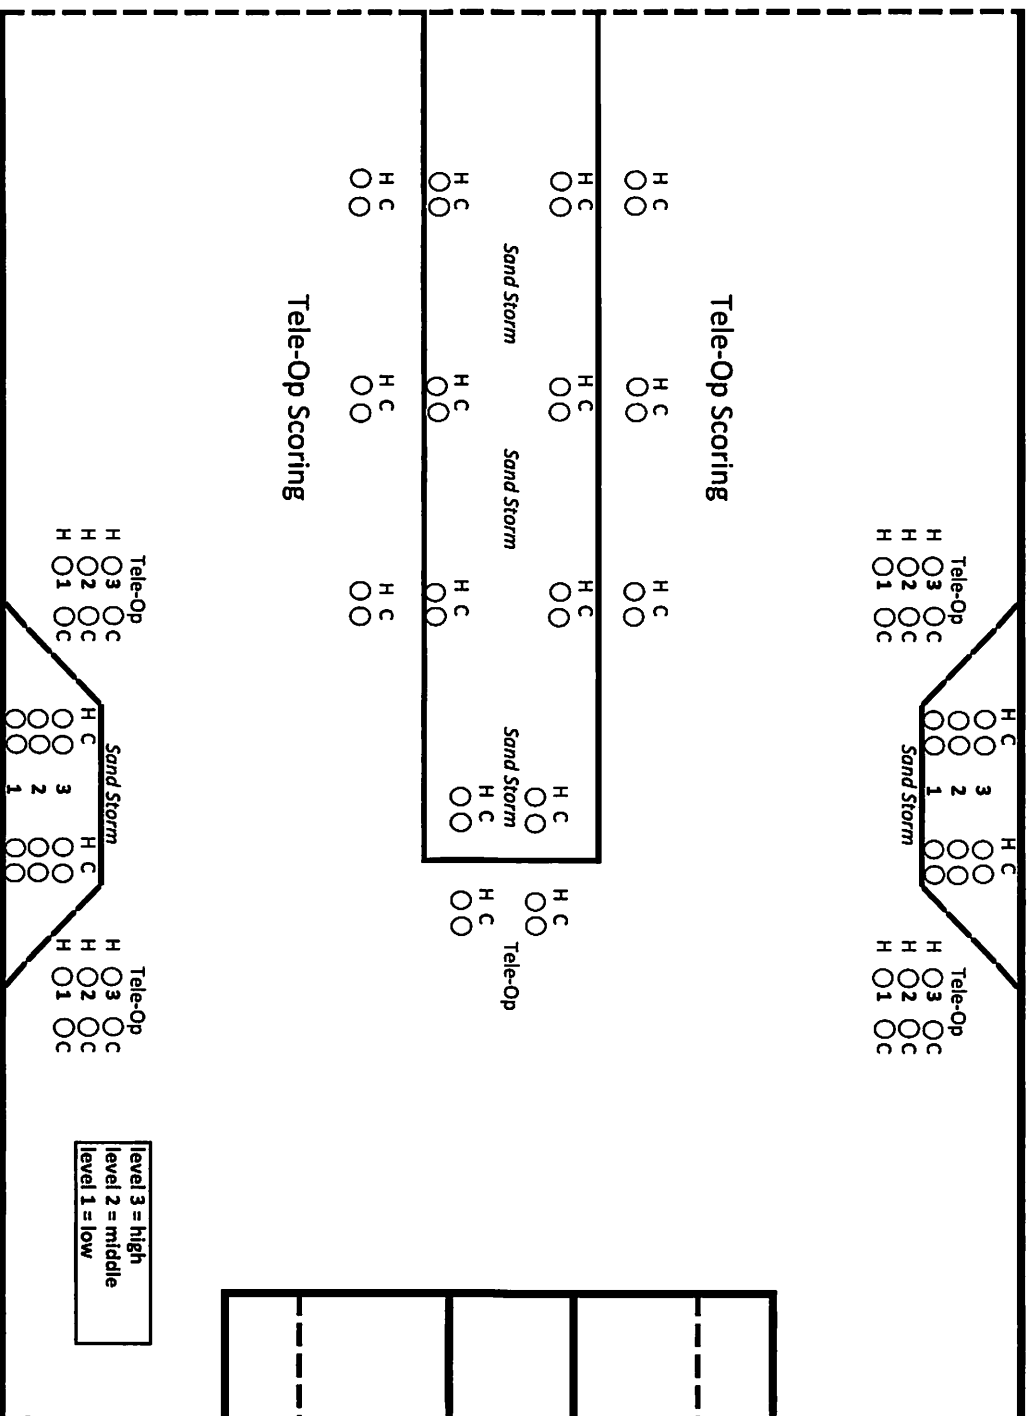 H C H C
3
2
1
Sand Storm
Tele-Op
H 3 C
H 2 C
H 1 C
Tele-Op
H 3 C
H 2 C
H 1 C
Tele-Op Scoring
H C H C H C
H C H C H C
H C H C
Sand Storm Sand Storm Sand Storm Tele-Op
H C H C
H C H C H C
H C H C H C
Tele-Op Scoring
Tele-Op
H 3 C
H 2 C
H 1 C
Sand Storm
H C H C
3
2
1
Tele-Op
H 3 C
H 2 C
H 1 C
level 3 = high
level 2 = middle
level 1 = low